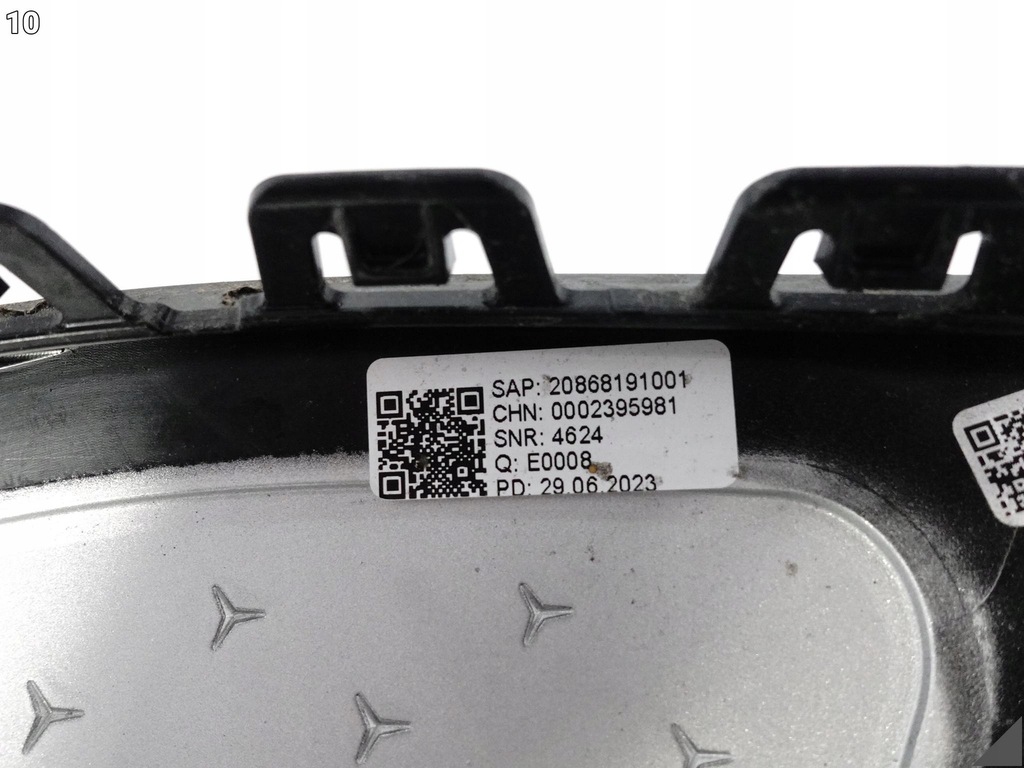 10
SAP: 20868191001
CHN: 0002395981
SNR: 4624
Q: E0008
PD: 29.06.2023